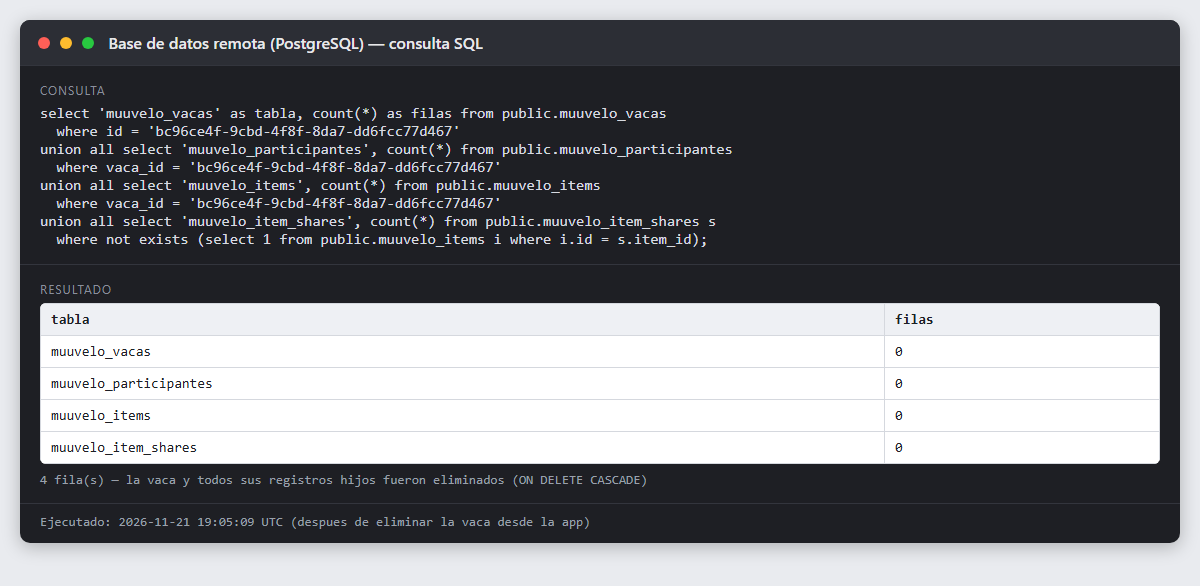 Base de datos remota (PostgreSQL) — consulta SQL
CONSULTA
select 'muuvelo_vacas' as tabla, count(*) as filas from public.muuvelo_vacas
  where id = 'bc96ce4f-9cbd-4f8f-8da7-dd6fcc77d467'
union all select 'muuvelo_participantes', count(*) from public.muuvelo_participantes
  where vaca_id = 'bc96ce4f-9cbd-4f8f-8da7-dd6fcc77d467'
union all select 'muuvelo_items', count(*) from public.muuvelo_items
  where vaca_id = 'bc96ce4f-9cbd-4f8f-8da7-dd6fcc77d467'
union all select 'muuvelo_item_shares', count(*) from public.muuvelo_item_shares s
  where not exists (select 1 from public.muuvelo_items i where i.id = s.item_id);
RESULTADO
tabla filas
muuvelo_vacas 0
muuvelo_participantes 0
muuvelo_items 0
muuvelo_item_shares 0
4 fila(s) — la vaca y todos sus registros hijos fueron eliminados (ON DELETE CASCADE)
Ejecutado: 2026-11-21 19:05:09 UTC (despues de eliminar la vaca desde la app)